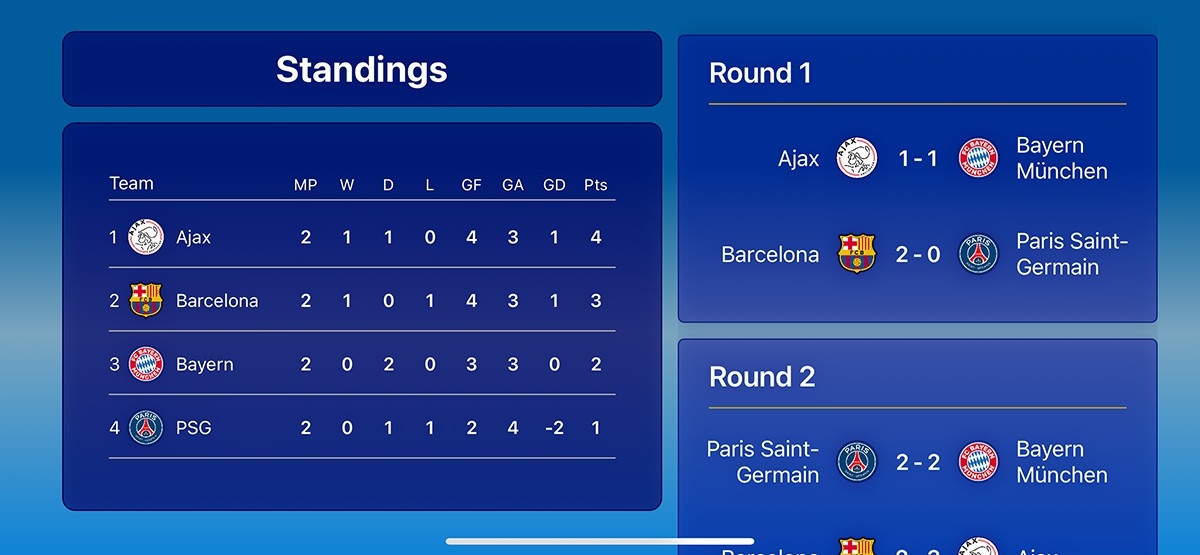 Standings
Team MP W D L GF GA GD Pts
1 Ajax 2 1 1 0 4 3 1 4
2 Barcelona 2 1 0 1 4 3 1 3
3 Bayern 2 0 2 0 3 3 0 2
4 PSG 2 0 1 1 2 4 -2 1
Round 1
Ajax 1 - 1 Bayern
München
Barcelona 2 - 0 Paris Saint-
Germain
Round 2
Paris Saint- 2 - 2 Bayern
Germain München
Barcelona Ajax